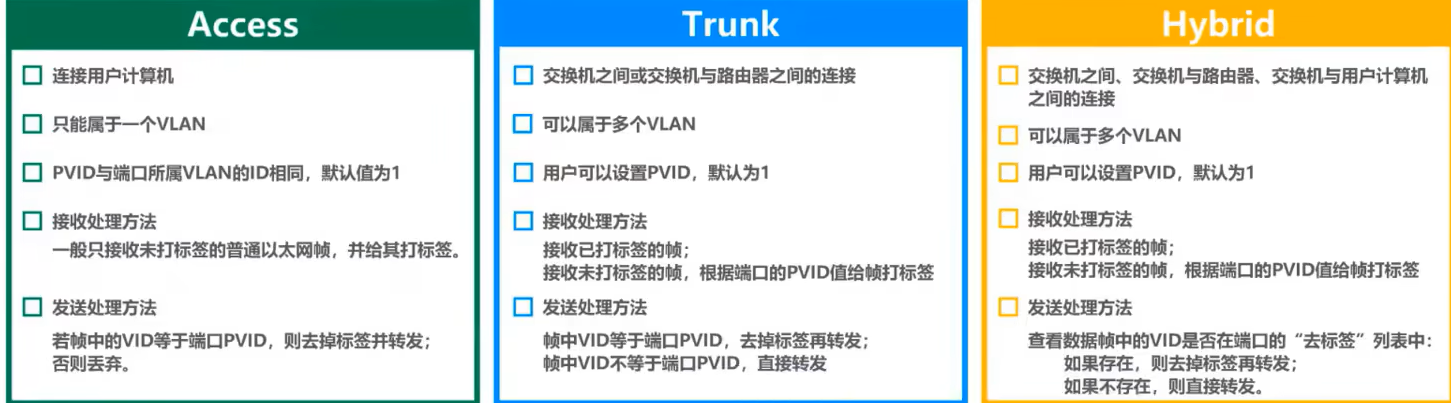 Access
连接用户计算机
只能属于一个VLAN
PVID与端口所属VLAN的ID相同，默认值为1
接收处理方法
一般只接收未打标签的普通以太网帧，并给其打标签。
发送处理方法
若帧中的VID等于端口PVID，则去掉标签并转发；
否则丢弃。
Trunk
交换机之间或交换机与路由器之间的连接
可以属于多个VLAN
用户可以设置PVID，默认为1
接收处理方法
接收已打标签的帧；
接收未打标签的帧，根据端口的PVID值给帧打标签
发送处理方法
帧中VID等于端口PVID，去掉标签再转发；
帧中VID不等于端口PVID，直接转发
Hybrid
交换机之间、交换机与路由器、交换机与用户计算机
之间的连接
可以属于多个VLAN
用户可以设置PVID，默认为1
接收处理方法
接收已打标签的帧；
接收未打标签的帧，根据端口的PVID值给帧打标签
发送处理方法
查看数据帧中的VID是否在端口的“去标签”列表中：
如果存在，则去掉标签再转发；
如果不存在，则直接转发。